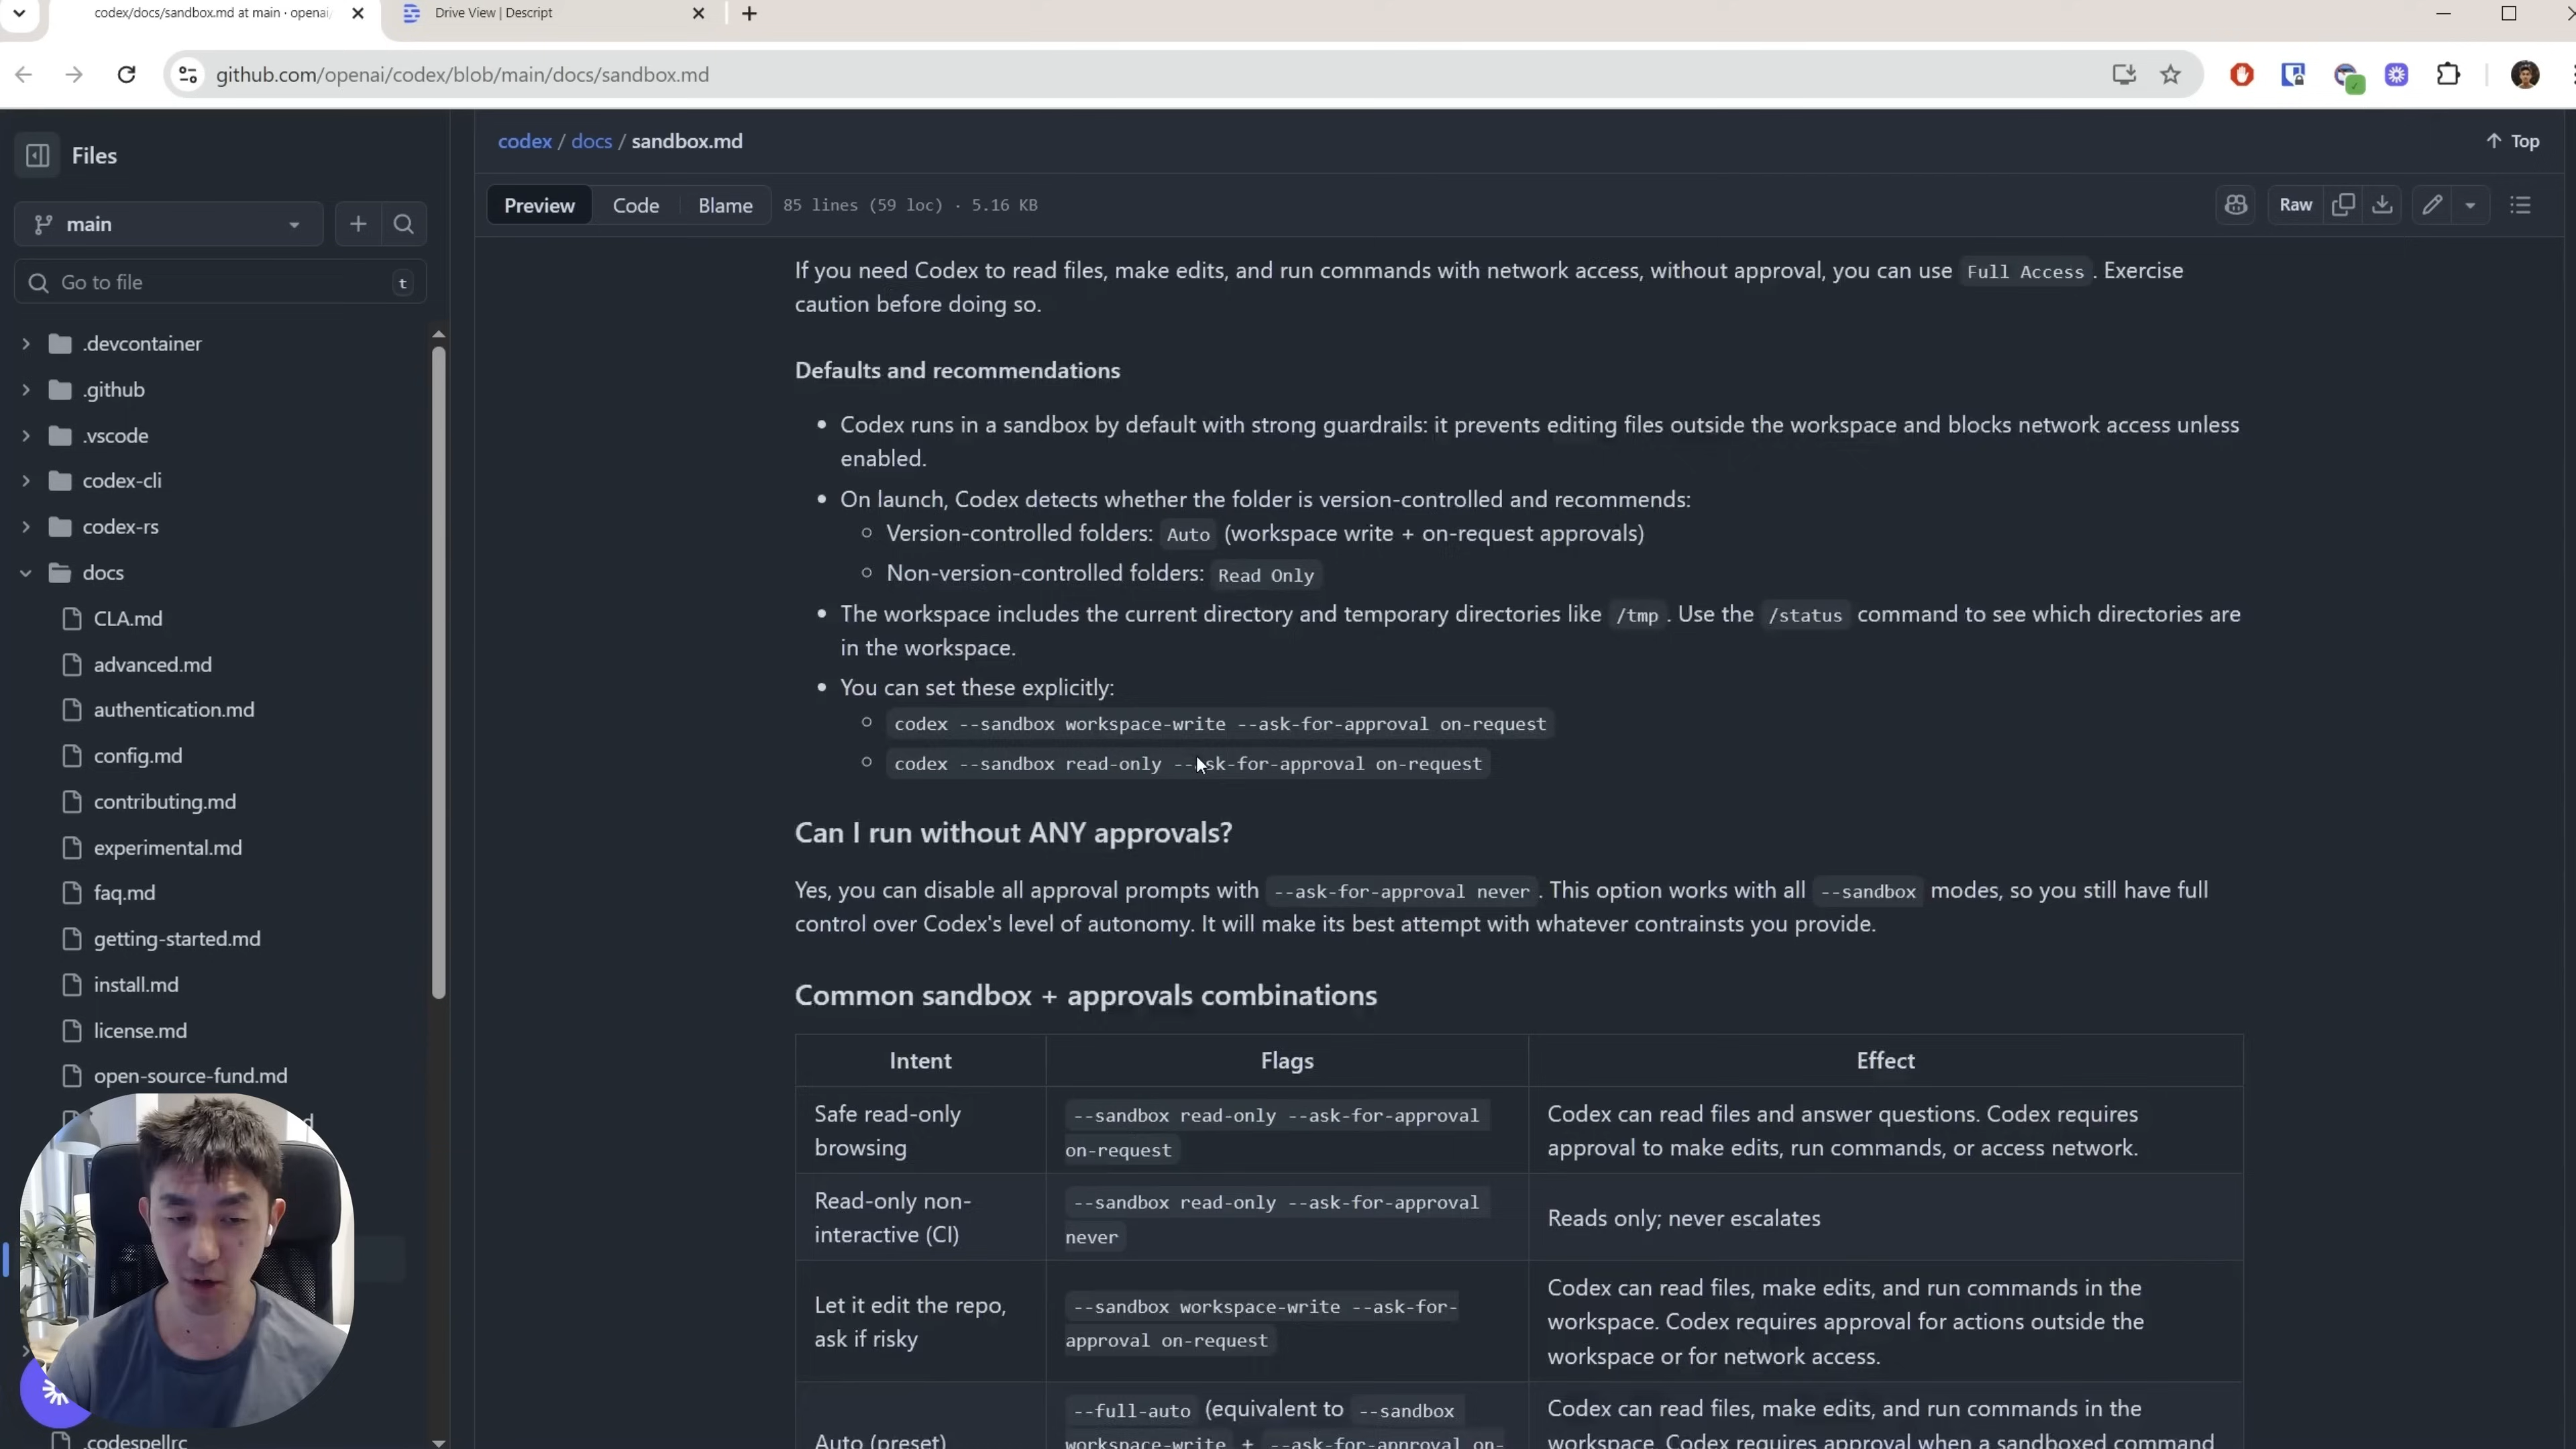 codex/docs/sandbox.md at main · openai/
Drive View | Descript
github.com/openai/codex/blob/main/docs/sandbox.md
Files
main
Go to file
t
.devcontainer
.github
.vscode
codex-cli
codex-rs
docs
CLA.md
advanced.md
authentication.md
config.md
contributing.md
experimental.md
faq.md
getting-started.md
install.md
license.md
open-source-fund.md
.codespellrc
codex / docs / sandbox.md
Top
Preview
Code
Blame
85 lines (59 loc) · 5.16 KB
Raw
If you need Codex to read files, make edits, and run commands with network access, without approval, you can use Full Access . Exercise
caution before doing so.
Defaults and recommendations
• Codex runs in a sandbox by default with strong guardrails: it prevents editing files outside the workspace and blocks network access unless
enabled.
• On launch, Codex detects whether the folder is version-controlled and recommends:
○ Version-controlled folders: Auto (workspace write + on-request approvals)
○ Non-version-controlled folders: Read Only
• The workspace includes the current directory and temporary directories like /tmp . Use the /status command to see which directories are
in the workspace.
• You can set these explicitly:
○ codex --sandbox workspace-write --ask-for-approval on-request
○ codex --sandbox read-only --ask-for-approval on-request
Can I run without ANY approvals?
Yes, you can disable all approval prompts with --ask-for-approval never . This option works with all --sandbox modes, so you still have full
control over Codex's level of autonomy. It will make its best attempt with whatever contrainsts you provide.
Common sandbox + approvals combinations
Intent
Flags
Effect
Safe read-only
browsing
--sandbox read-only --ask-for-approval
on-request
Codex can read files and answer questions. Codex requires
approval to make edits, run commands, or access network.
Read-only non-
interactive (CI)
--sandbox read-only --ask-for-approval
never
Reads only; never escalates
Let it edit the repo,
ask if risky
--sandbox workspace-write --ask-for-
approval on-request
Codex can read files, make edits, and run commands in the
workspace. Codex requires approval for actions outside the
workspace or for network access.
Auto (preset)
--full-auto (equivalent to --sandbox
workspace-write + --ask-for-approval on-
Codex can read files, make edits, and run commands in the
workspace. Codex requires approval when a sandboxed command